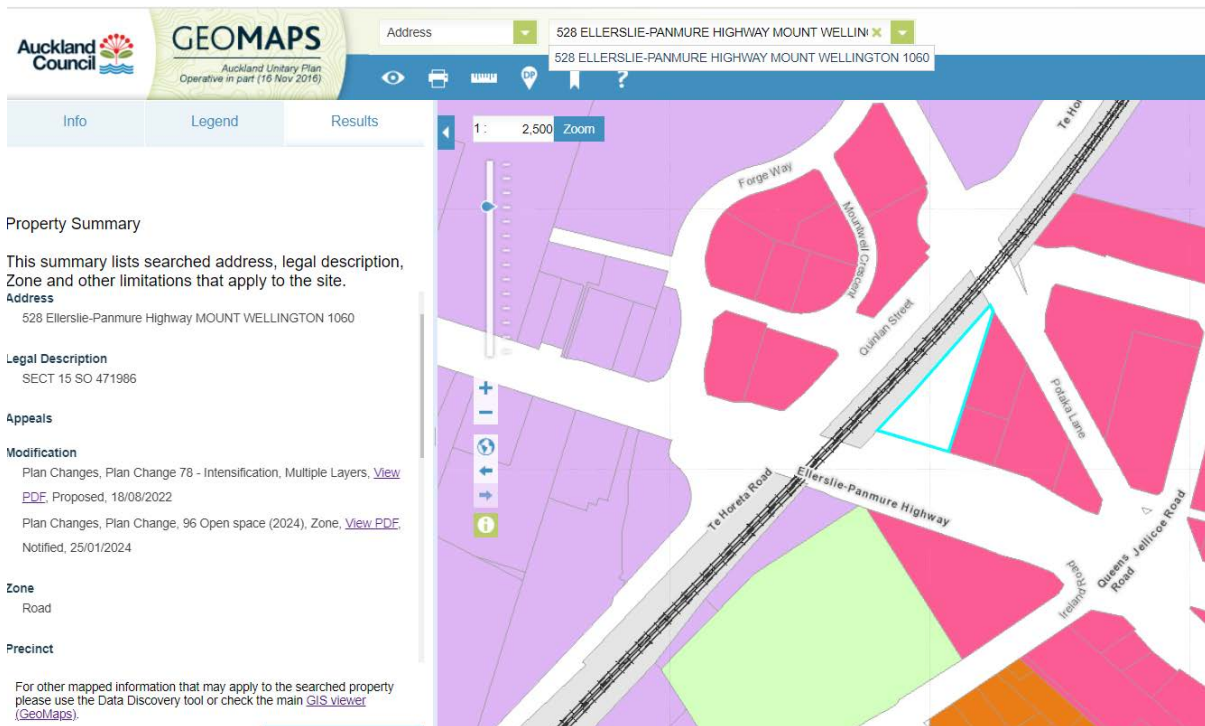 Auckland
Council
GEOMAPS
Auckland Unitary Plan
Operative in part (16 Nov 2016)
Address
528 ELLERSLIE-PANMURE HIGHWAY MOUNT WELLIN
528 ELLERSLIE-PANMURE HIGHWAY MOUNT WELLINGTON 1060
DP
?
Info
Legend
Results
1 :
2,500
Zoom
Property Summary
This summary lists searched address, legal description,
Zone and other limitations that apply to the site.
Address
528 Ellerslie-Panmure Highway MOUNT WELLINGTON 1060
Legal Description
SECT 15 SO 471986
Appeals
Modification
Plan Changes, Plan Change 78 - Intensification, Multiple Layers, View
PDF, Proposed, 18/08/2022
Plan Changes, Plan Change, 96 Open space (2024), Zone, View PDF,
Notified, 25/01/2024
Zone
Road
Precinct
For other mapped information that may apply to the searched property
please use the Data Discovery tool or check the main GIS viewer
(GeoMaps).
Te Ho
Forge Way
Mountwell Crescent
Quinlan Street
Potaka Lane
Te Horeta Road
Ellerslie-Panmure Highway
Jellicoe Road
Queens
Road
Ireland Road